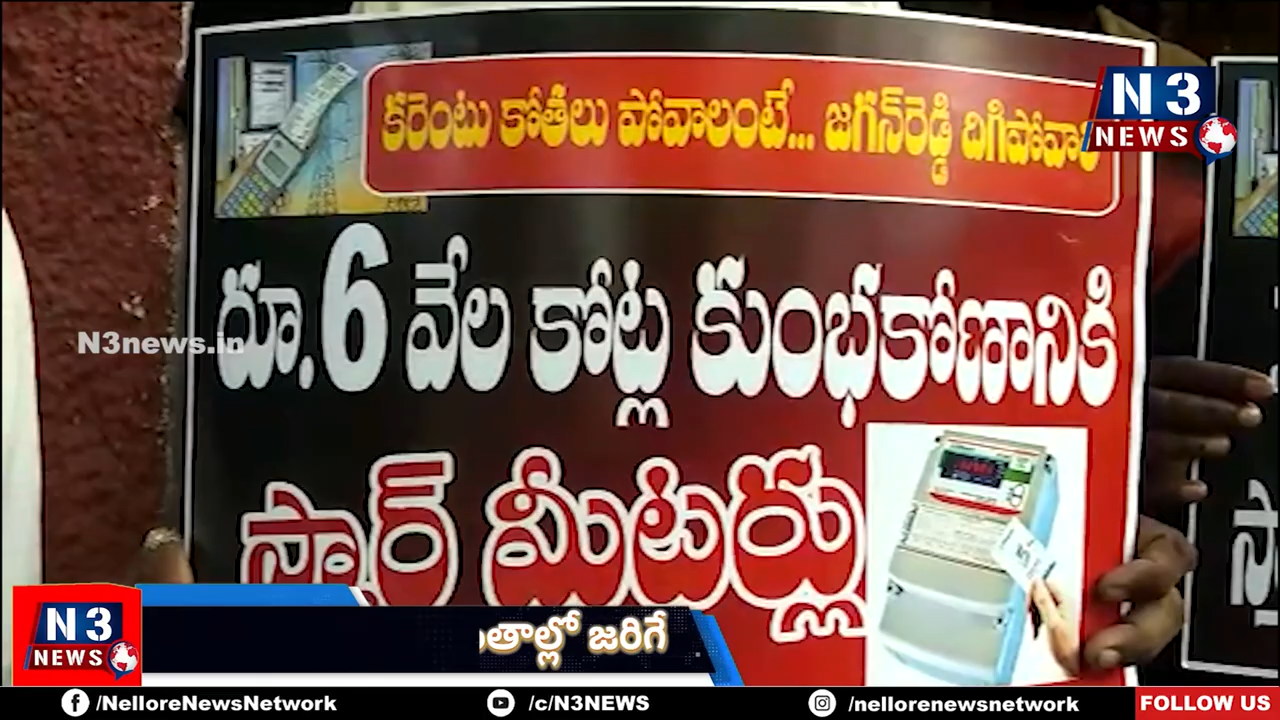 కరెంటు కోతలు పోవాలంటే... జగన్‌రెడ్డి దిగిపోవాలి
N3
NEWS
రూ.6 వేల కోట్ల కుంభకోణానికి
N3news.in
స్మార్ట్ మీటర్లు
N3
NEWS
తాల్లో జరిగే
/NelloreNewsNetwork
/c/N3NEWS
/nellorenewsnetwork
FOLLOW US